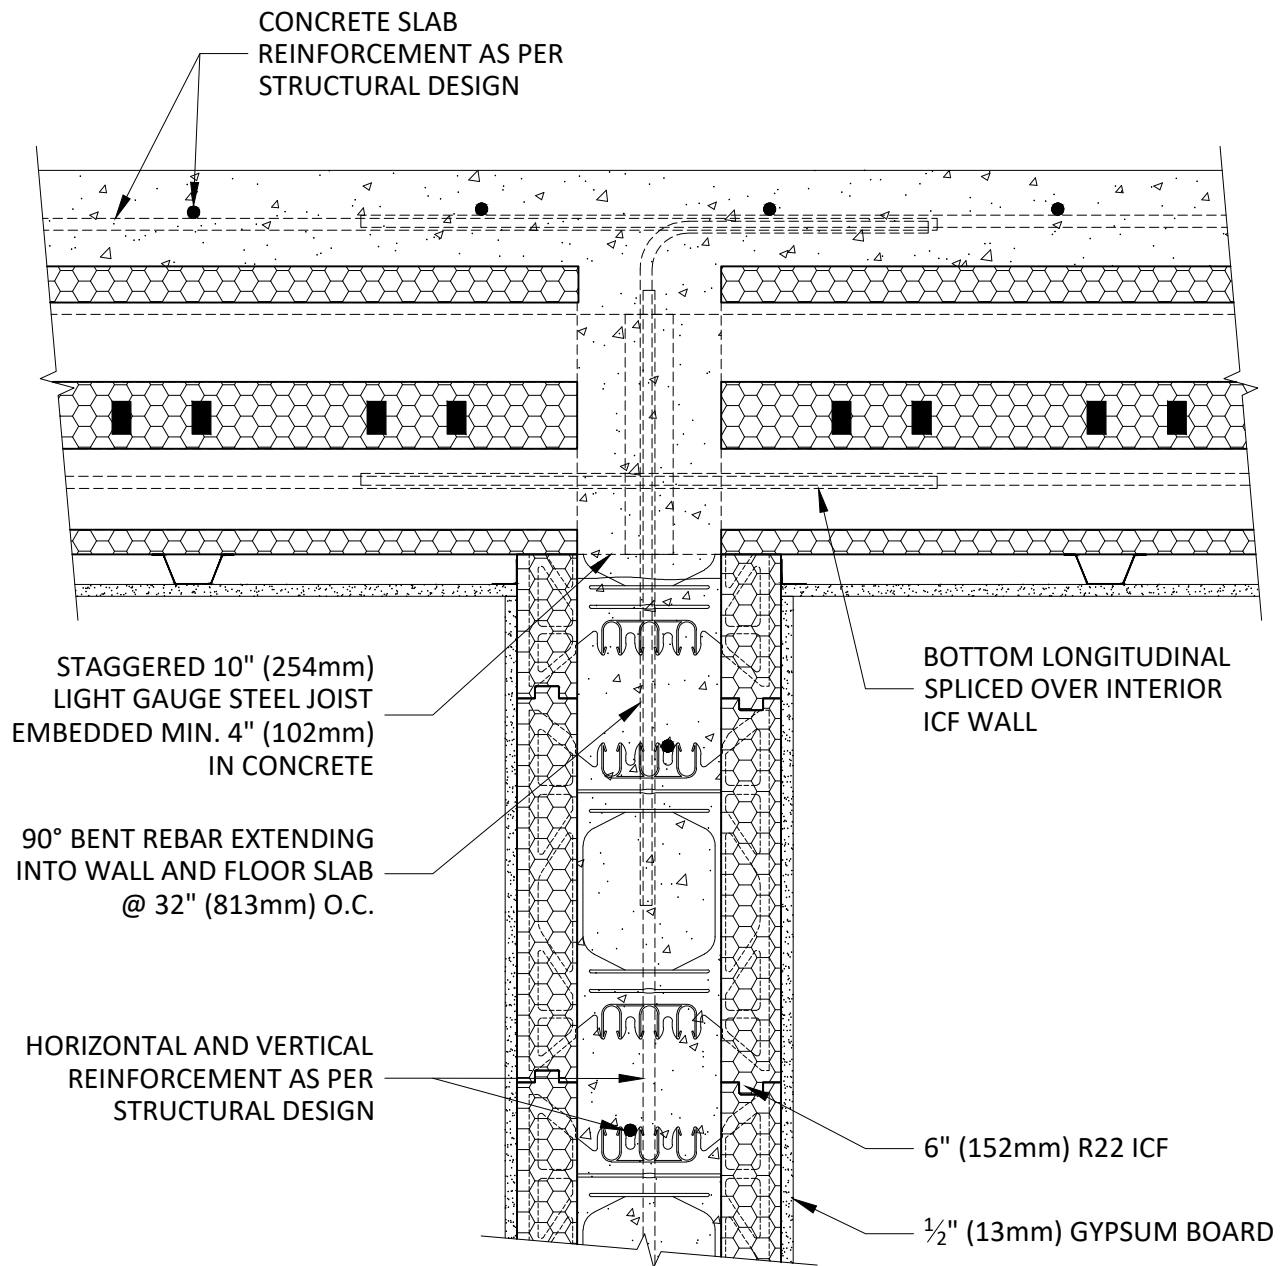 CONCRETE SLAB
REINFORCEMENT AS PER
STRUCTURAL DESIGN
STAGGERED 10" (254mm)
LIGHT GAUGE STEEL JOIST
EMBEDDED MIN. 4" (102mm)
IN CONCRETE
BOTTOM LONGITUDINAL
SPLICED OVER INTERIOR
ICF WALL
90° BENT REBAR EXTENDING
INTO WALL AND FLOOR SLAB
@ 32" (813mm) O.C.
HORIZONTAL AND VERTICAL
REINFORCEMENT AS PER
STRUCTURAL DESIGN
6" (152mm) R22 ICF
½" (13mm) GYPSUM BOARD